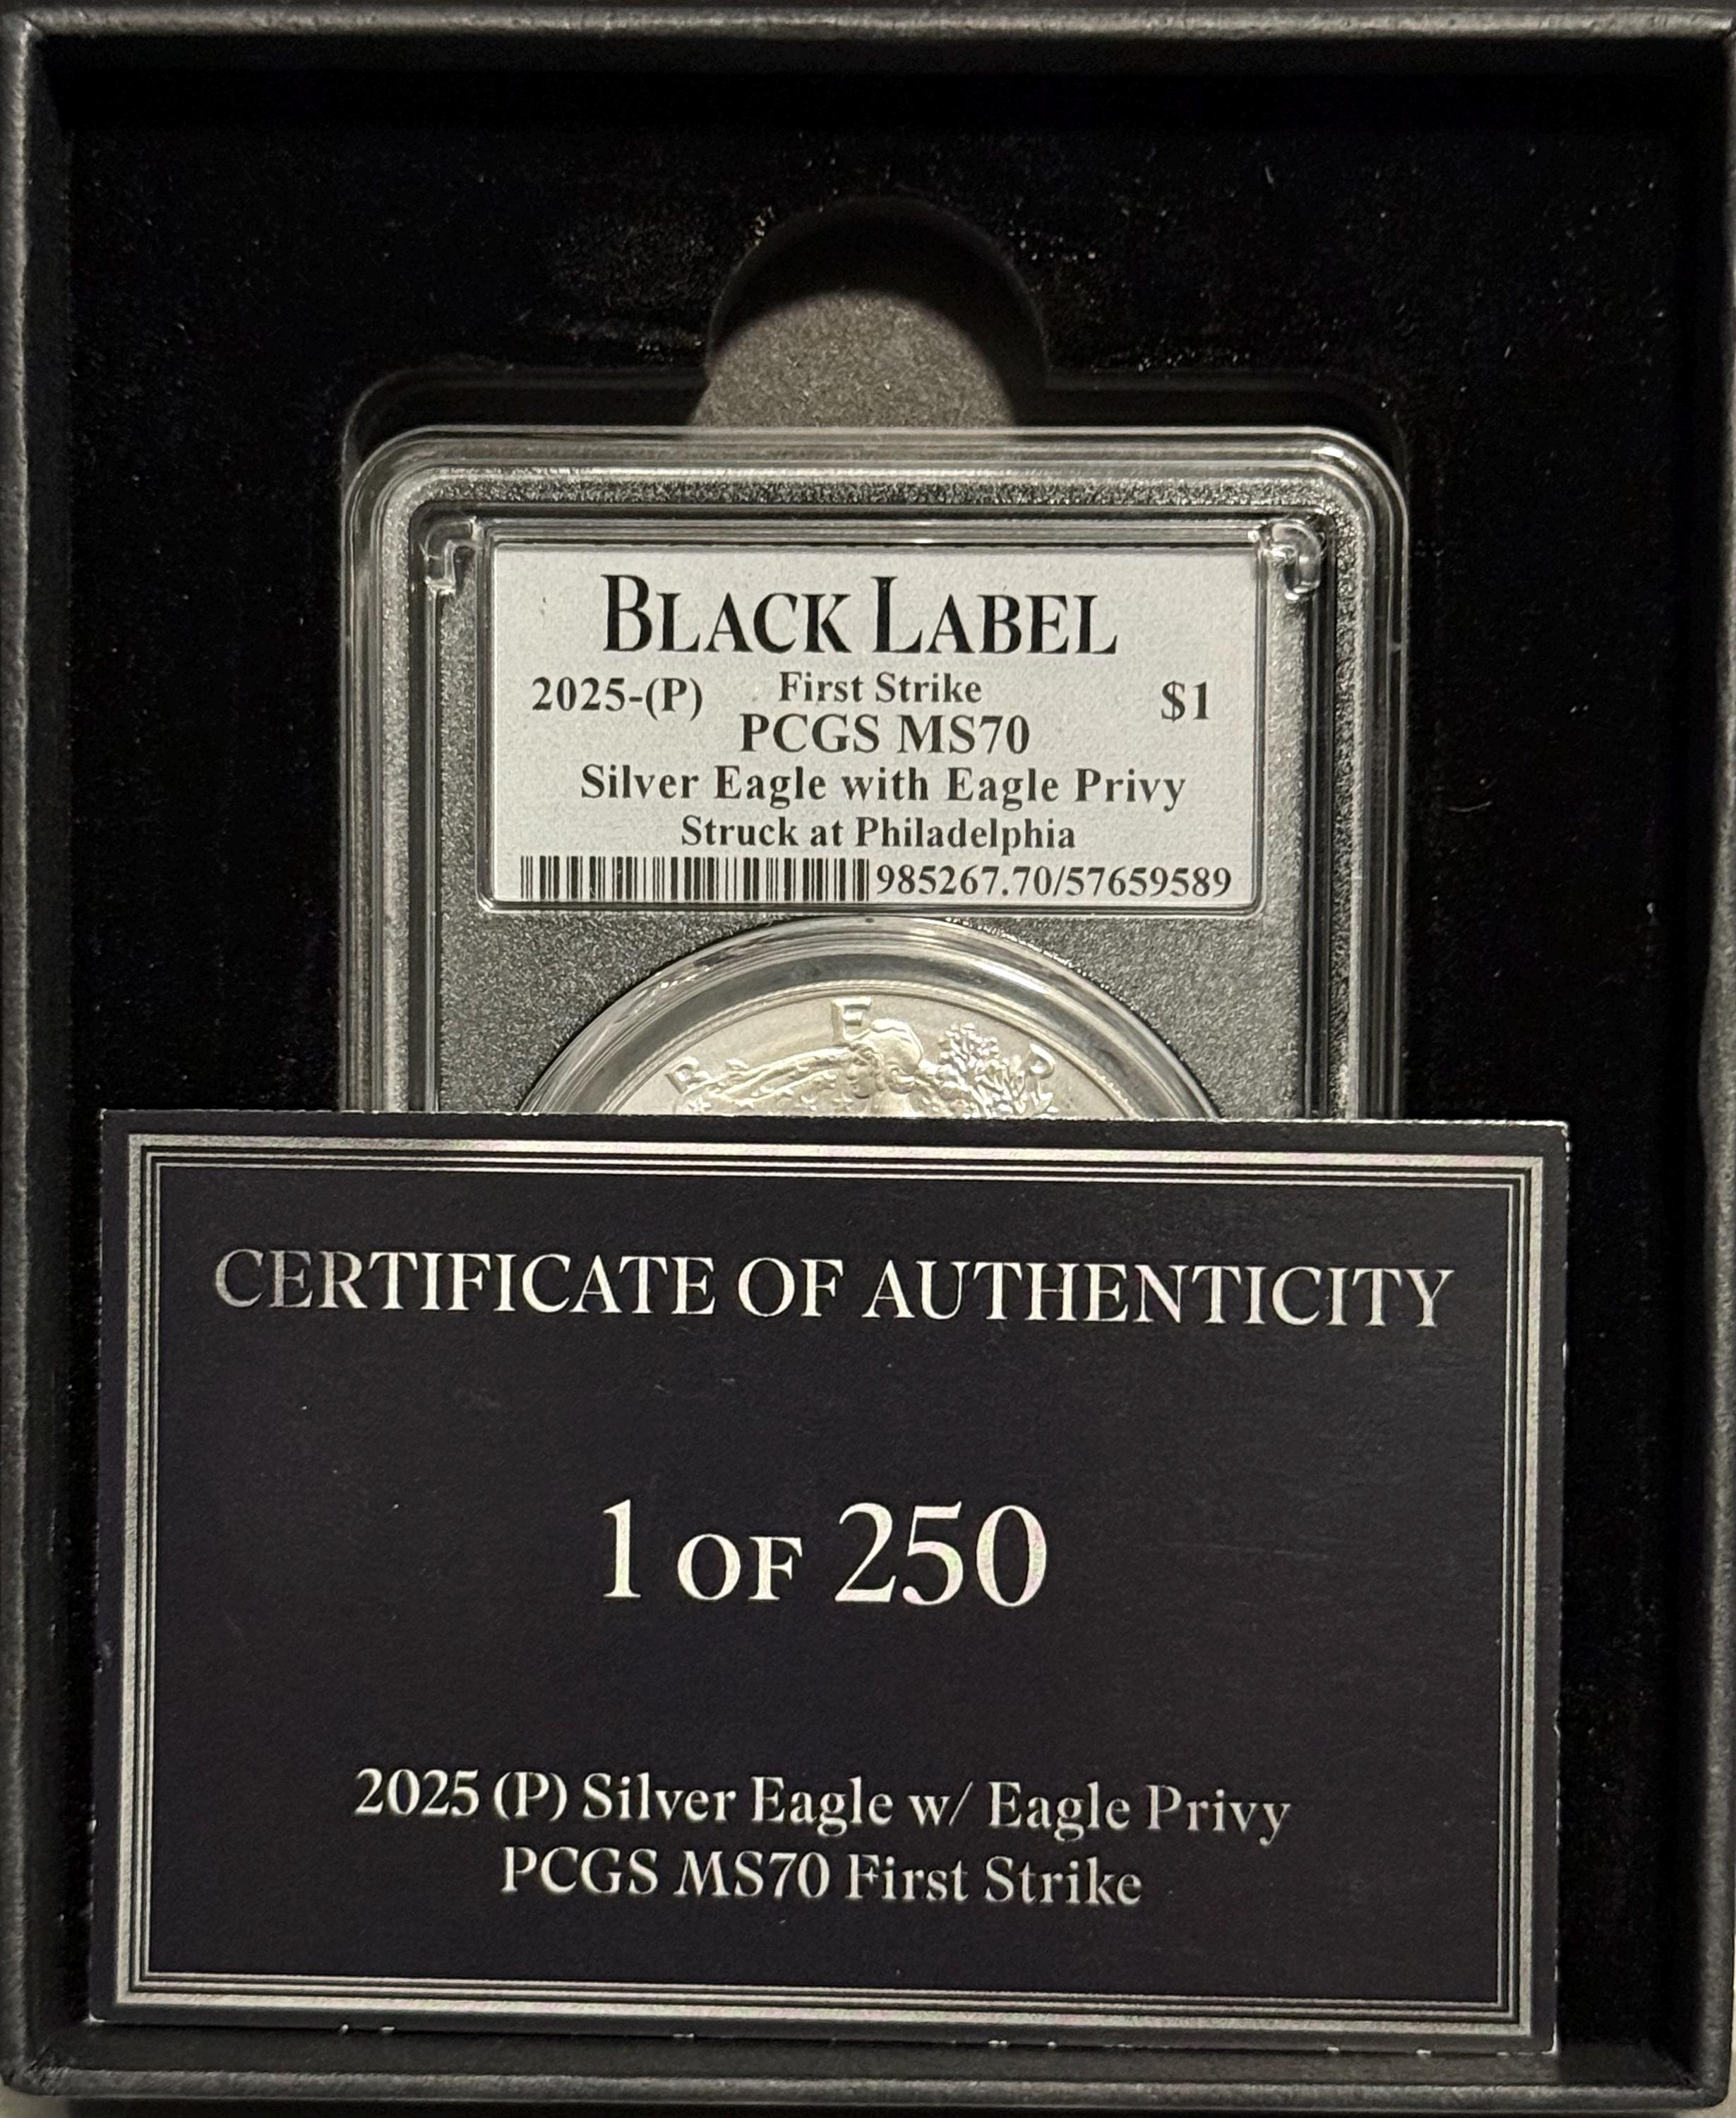 BLACK LABEL
2025-(P) First Strike $1
PCGS MS70
Silver Eagle with Eagle Privy
Struck at Philadelphia
985267.70/57659589
E
R
CERTIFICATE OF AUTHENTICITY
1 OF 250
2025 (P) Silver Eagle w/ Eagle Privy
PCGS MS70 First Strike